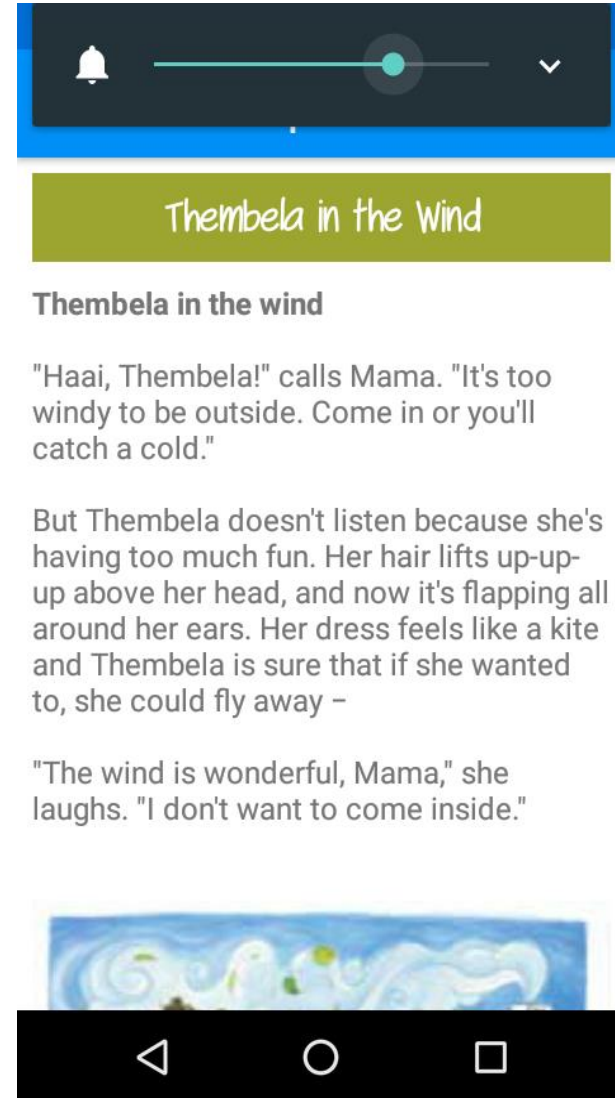 Thembela in the Wind
Thembela in the wind
"Haai, Thembela!" calls Mama. "It's too
windy to be outside. Come in or you'll
catch a cold."
But Thembela doesn't listen because she's
having too much fun. Her hair lifts up-up-
up above her head, and now it's flapping all
around her ears. Her dress feels like a kite
and Thembela is sure that if she wanted
to, she could fly away –
"The wind is wonderful, Mama," she
laughs. "I don't want to come inside."